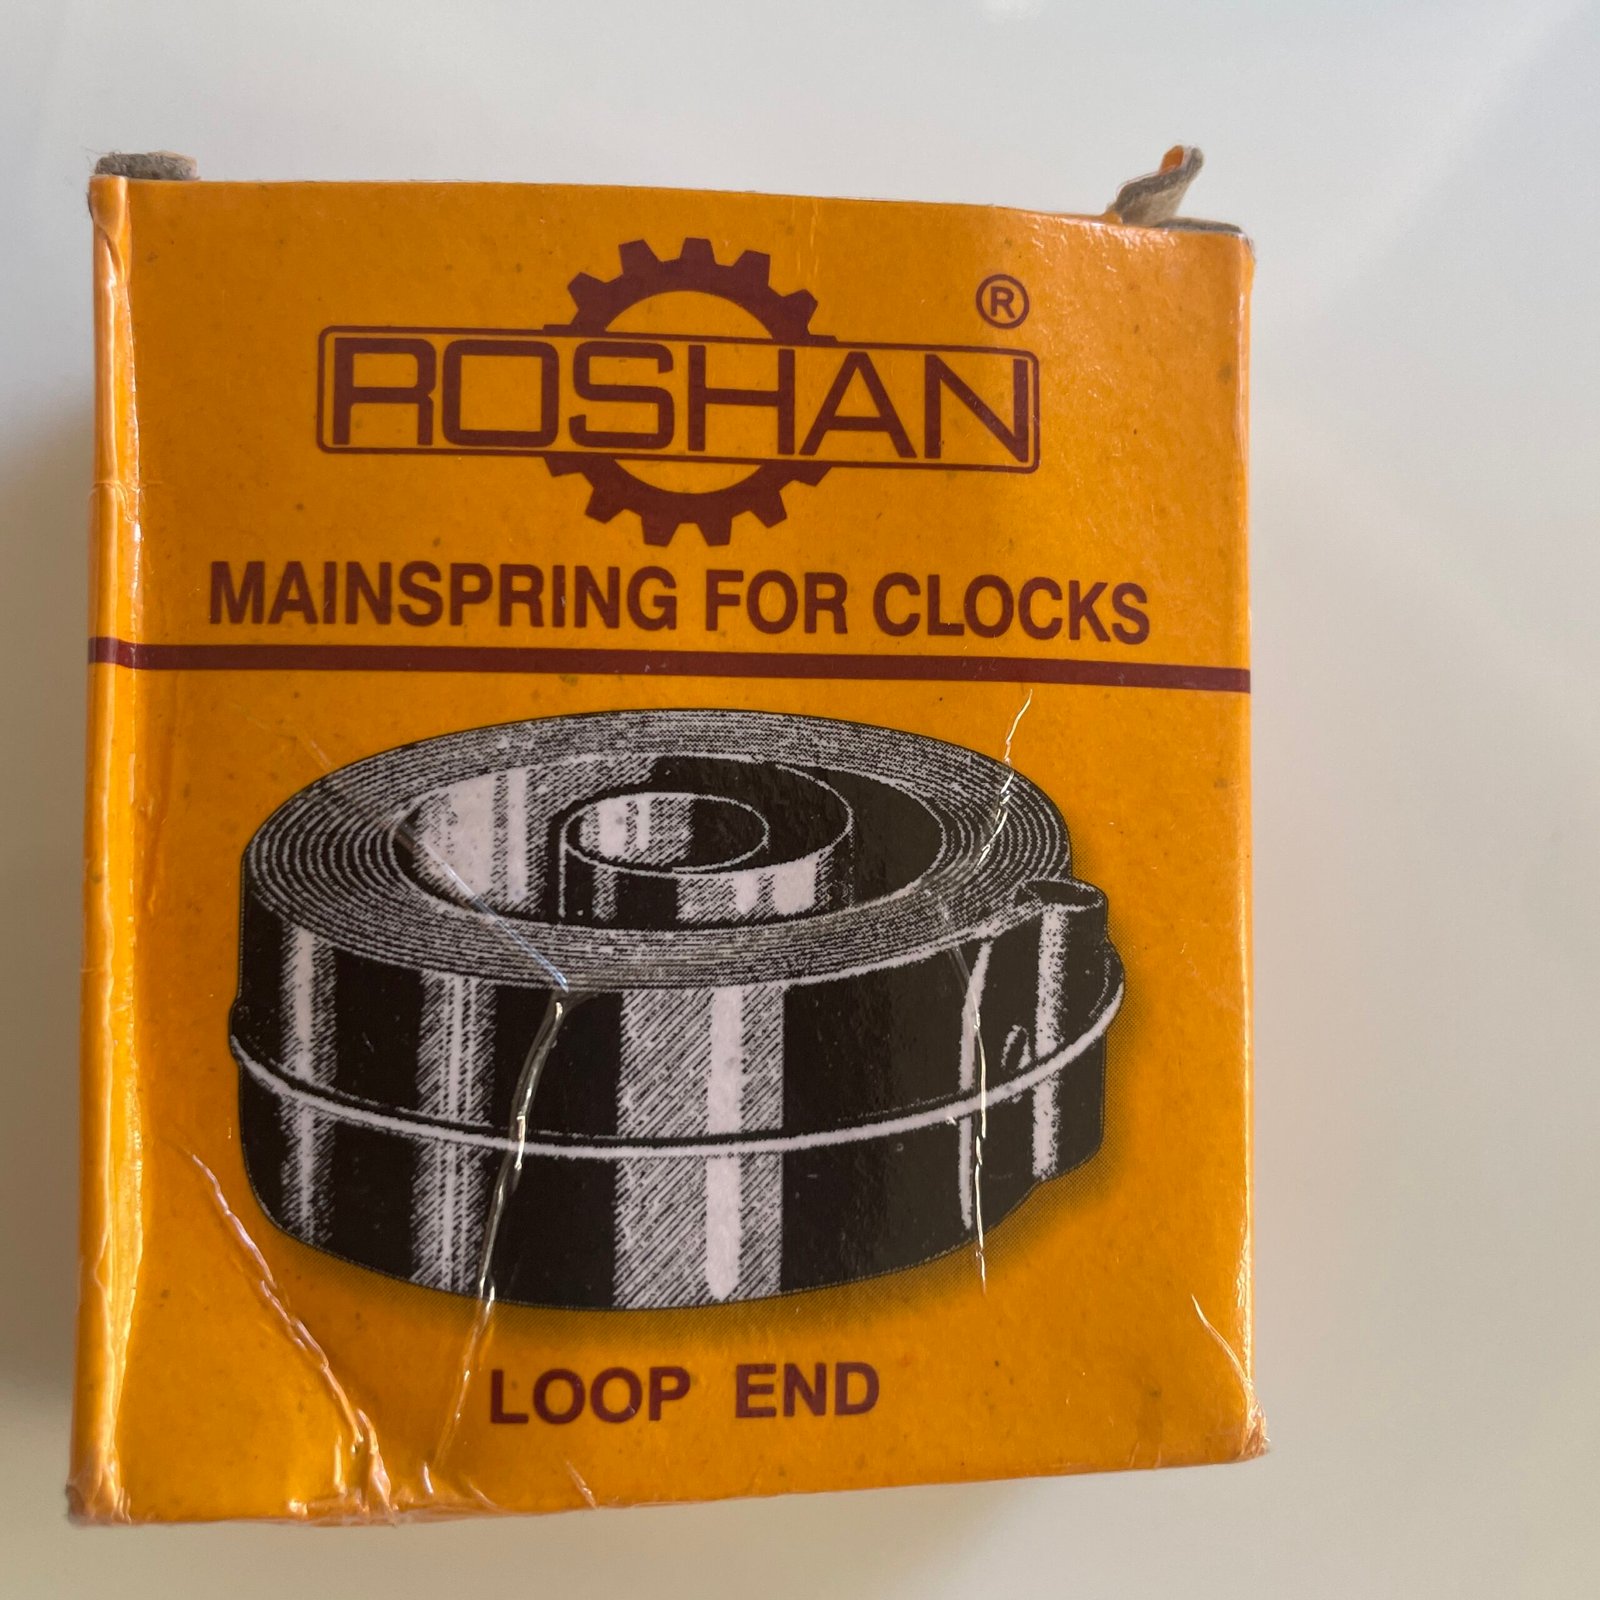 ROSHAN ®
MAINSPRING FOR CLOCKS
LOOP END